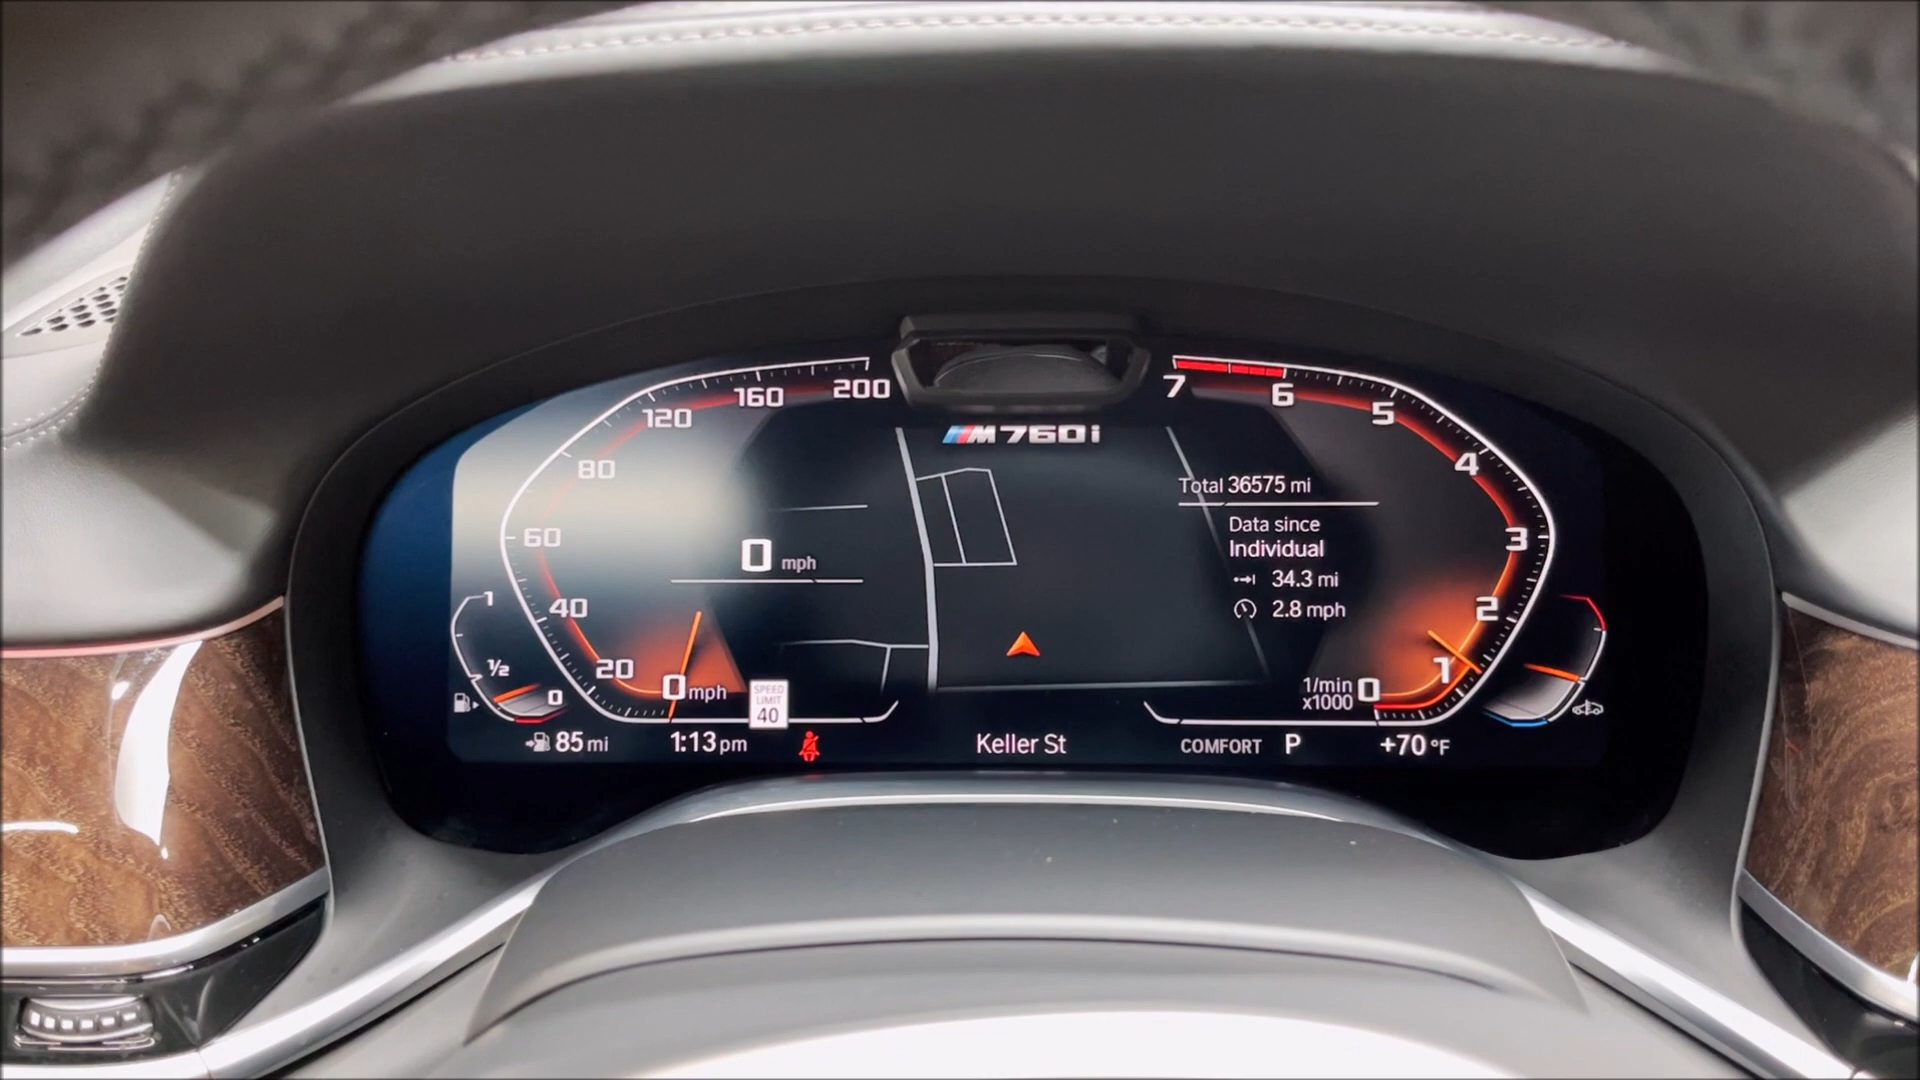 200
160
120
80
60
40
20
0 mph
0 mph
1
1/2
0
SPEED
LIMIT
40
85 mi
1:13 pm
M760i
Keller St
7
6
5
4
3
2
1
0
1/min
x1000
Total 36575 mi
Data since
Individual
34.3 mi
2.8 mph
COMFORT P
+70 °F